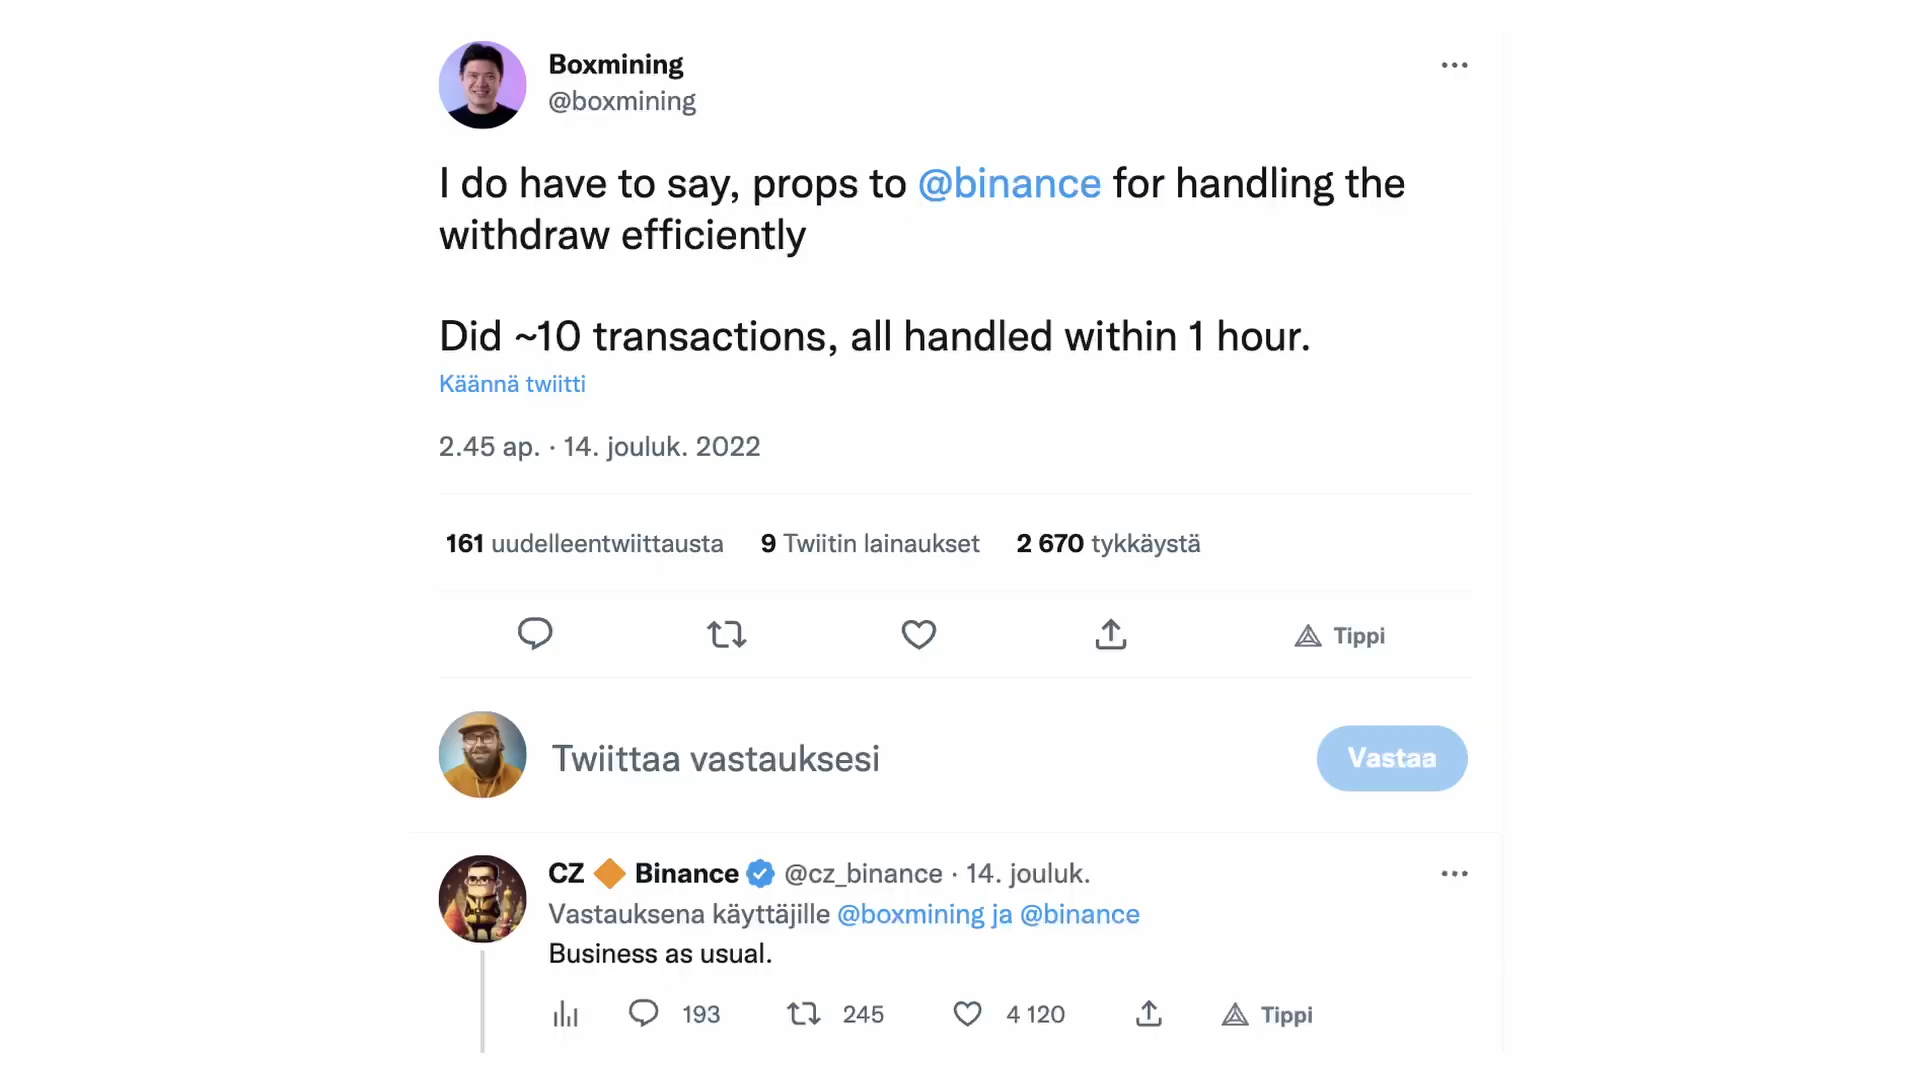 Boxmining
@boxmining
I do have to say, props to @binance for handling the
withdraw efficiently
Did ~10 transactions, all handled within 1 hour.
Käännä twiitti
2.45 ap. · 14. jouluk. 2022
161 uudelleentwiittausta 9 Twiitin lainaukset 2 670 tykkäystä
Tippi
Twiittaa vastauksesi
Vastaa
CZ 🔶 Binance @cz_binance · 14. jouluk.
Vastauksena käyttäjille @boxmining ja @binance
Business as usual.
193 245 4 120 Tippi